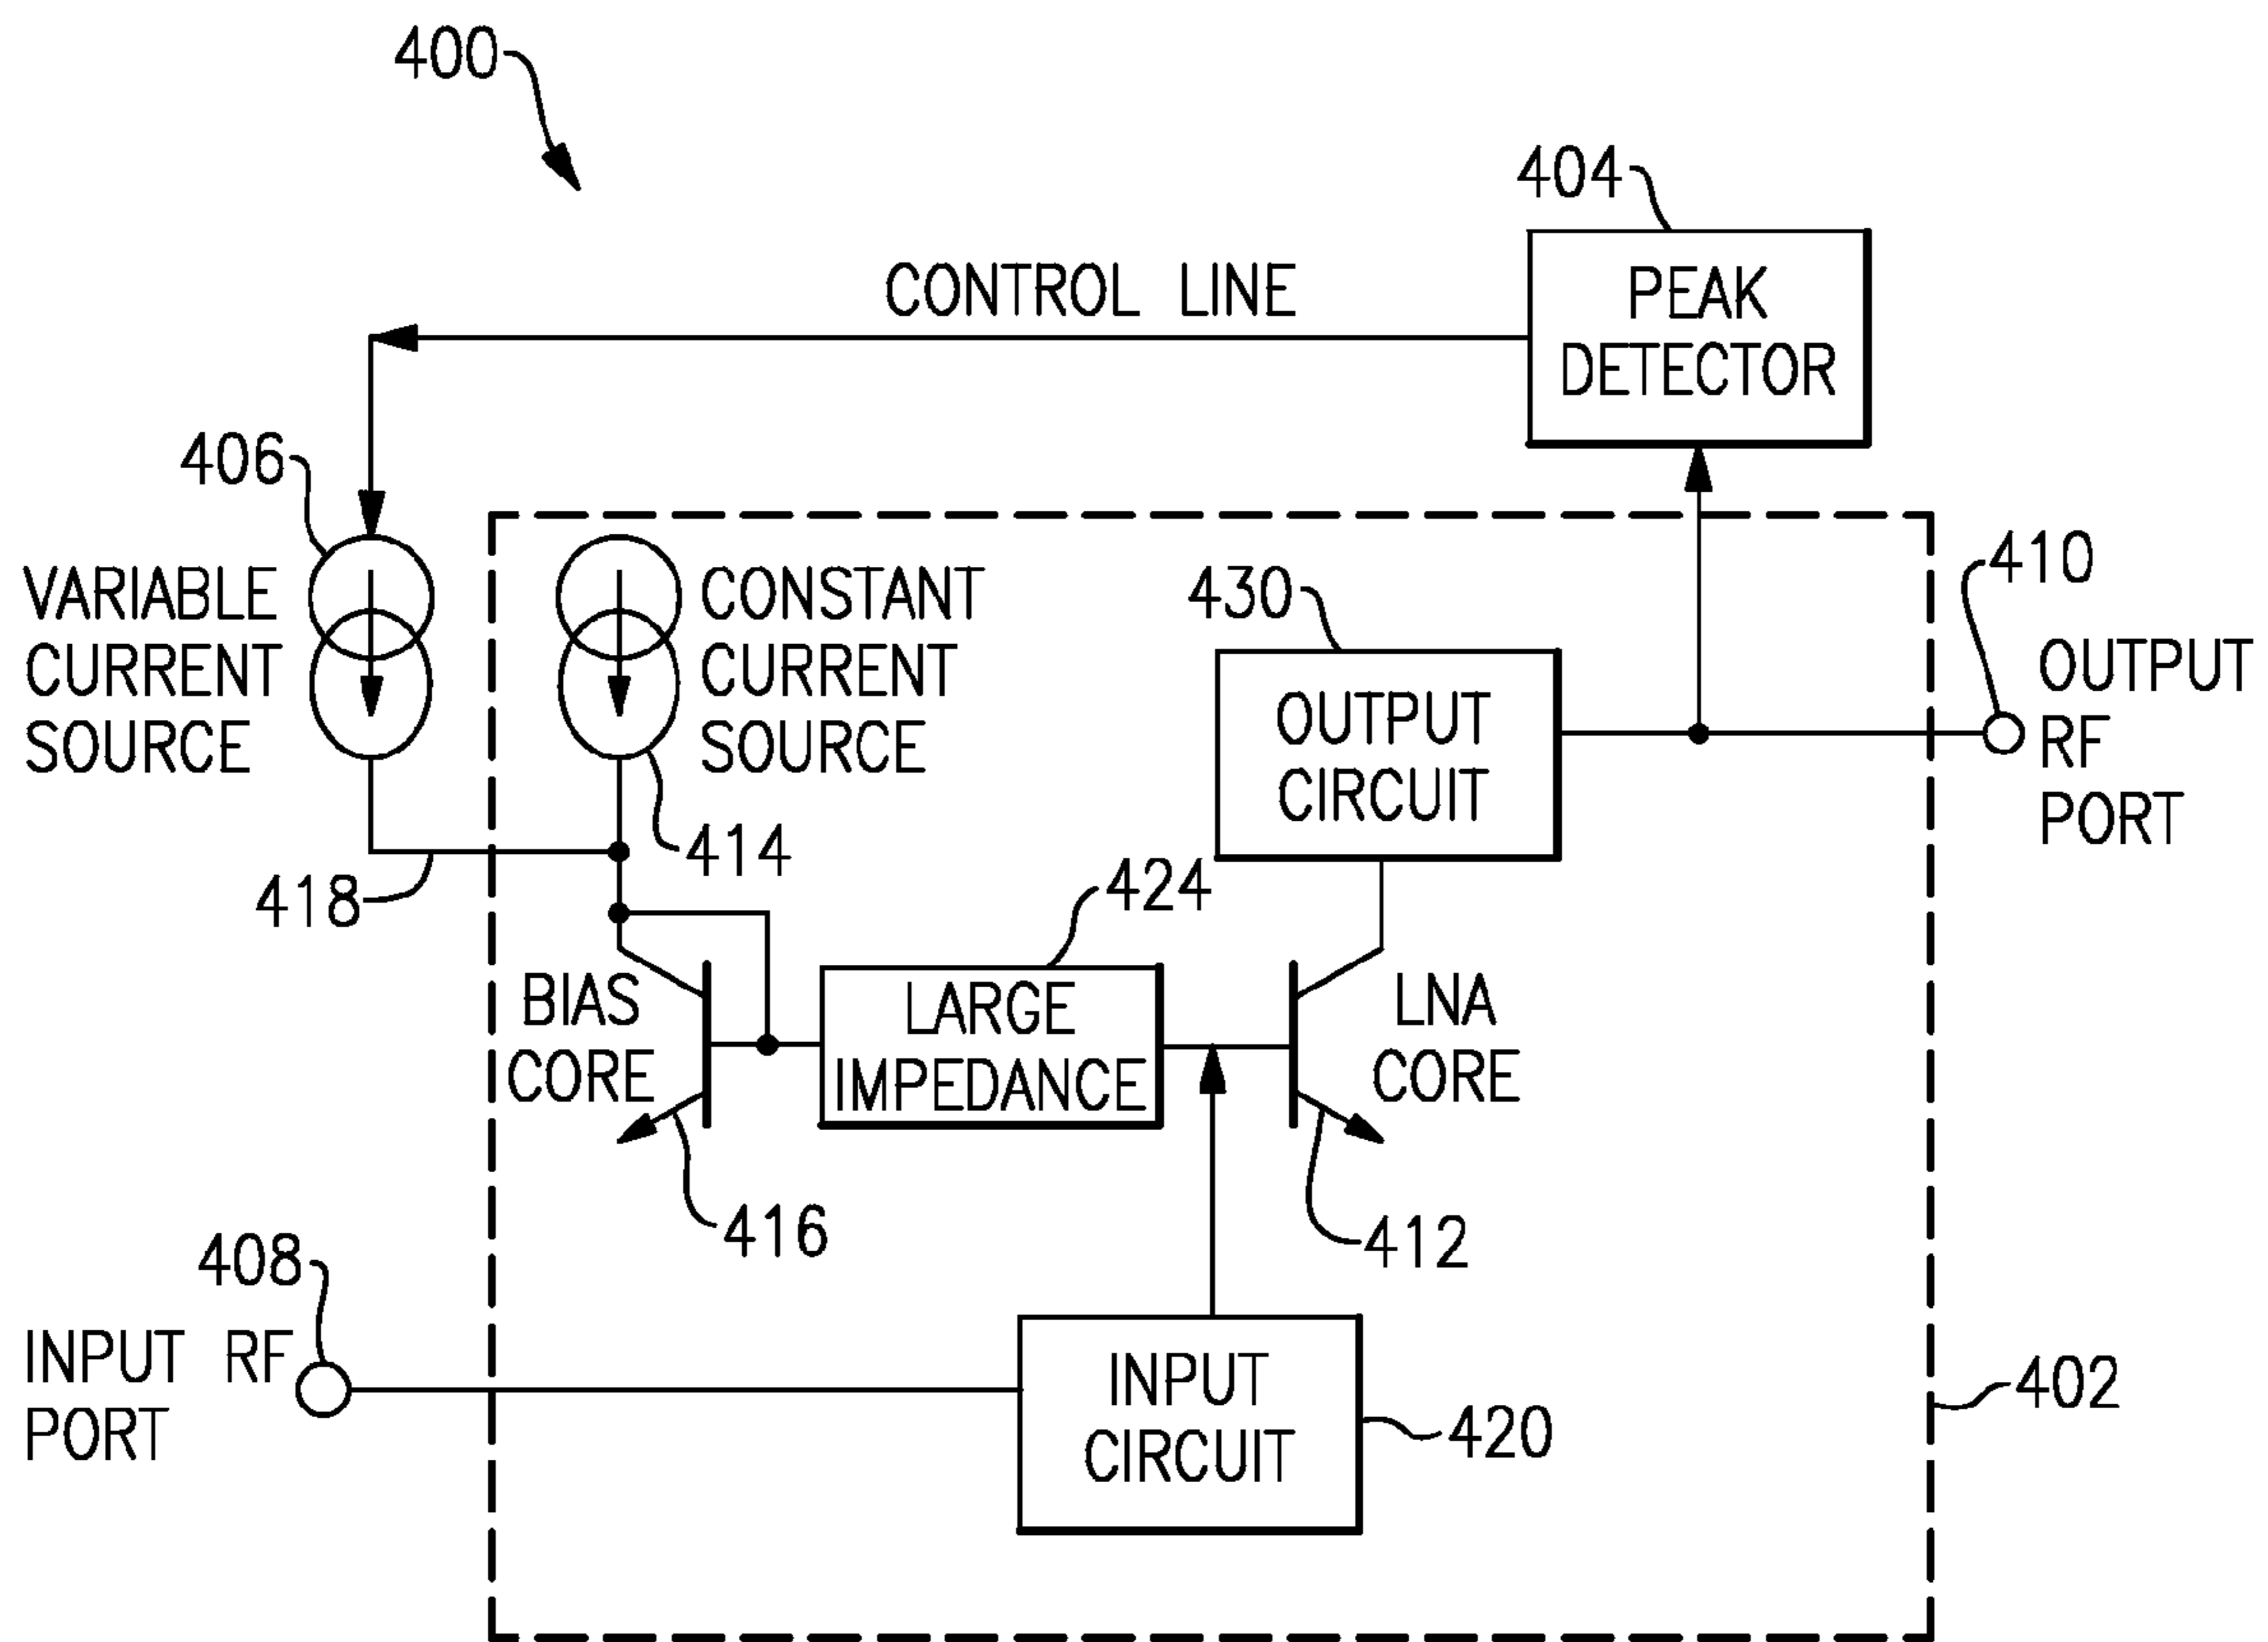 400
404
CONTROL LINE
PEAK
DETECTOR
406
VARIABLE
CURRENT
SOURCE
CONSTANT
CURRENT
SOURCE
430
OUTPUT
CIRCUIT
410
OUTPUT
RF
PORT
418
414
424
BIAS
CORE
LARGE
IMPEDANCE
LNA
CORE
416
412
408
INPUT RF
PORT
INPUT
CIRCUIT
420
402